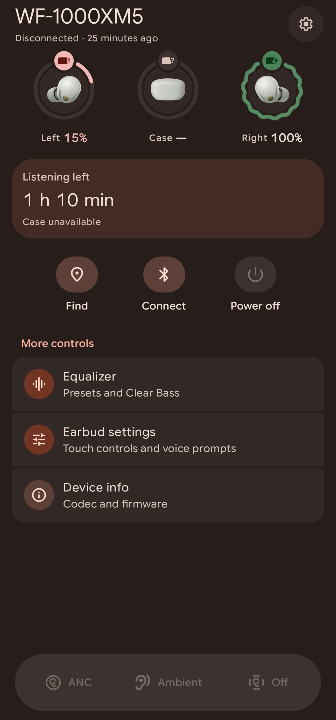 WF-1000XM5
Disconnected · 25 minutes ago
Left 15%
Case —
Right 100%
Listening left
1 h 10 min
Case unavailable
Find
Connect
Power off
More controls
Equalizer
Presets and Clear Bass
Earbud settings
Touch controls and voice prompts
Device info
Codec and firmware
ANC
Ambient
Off